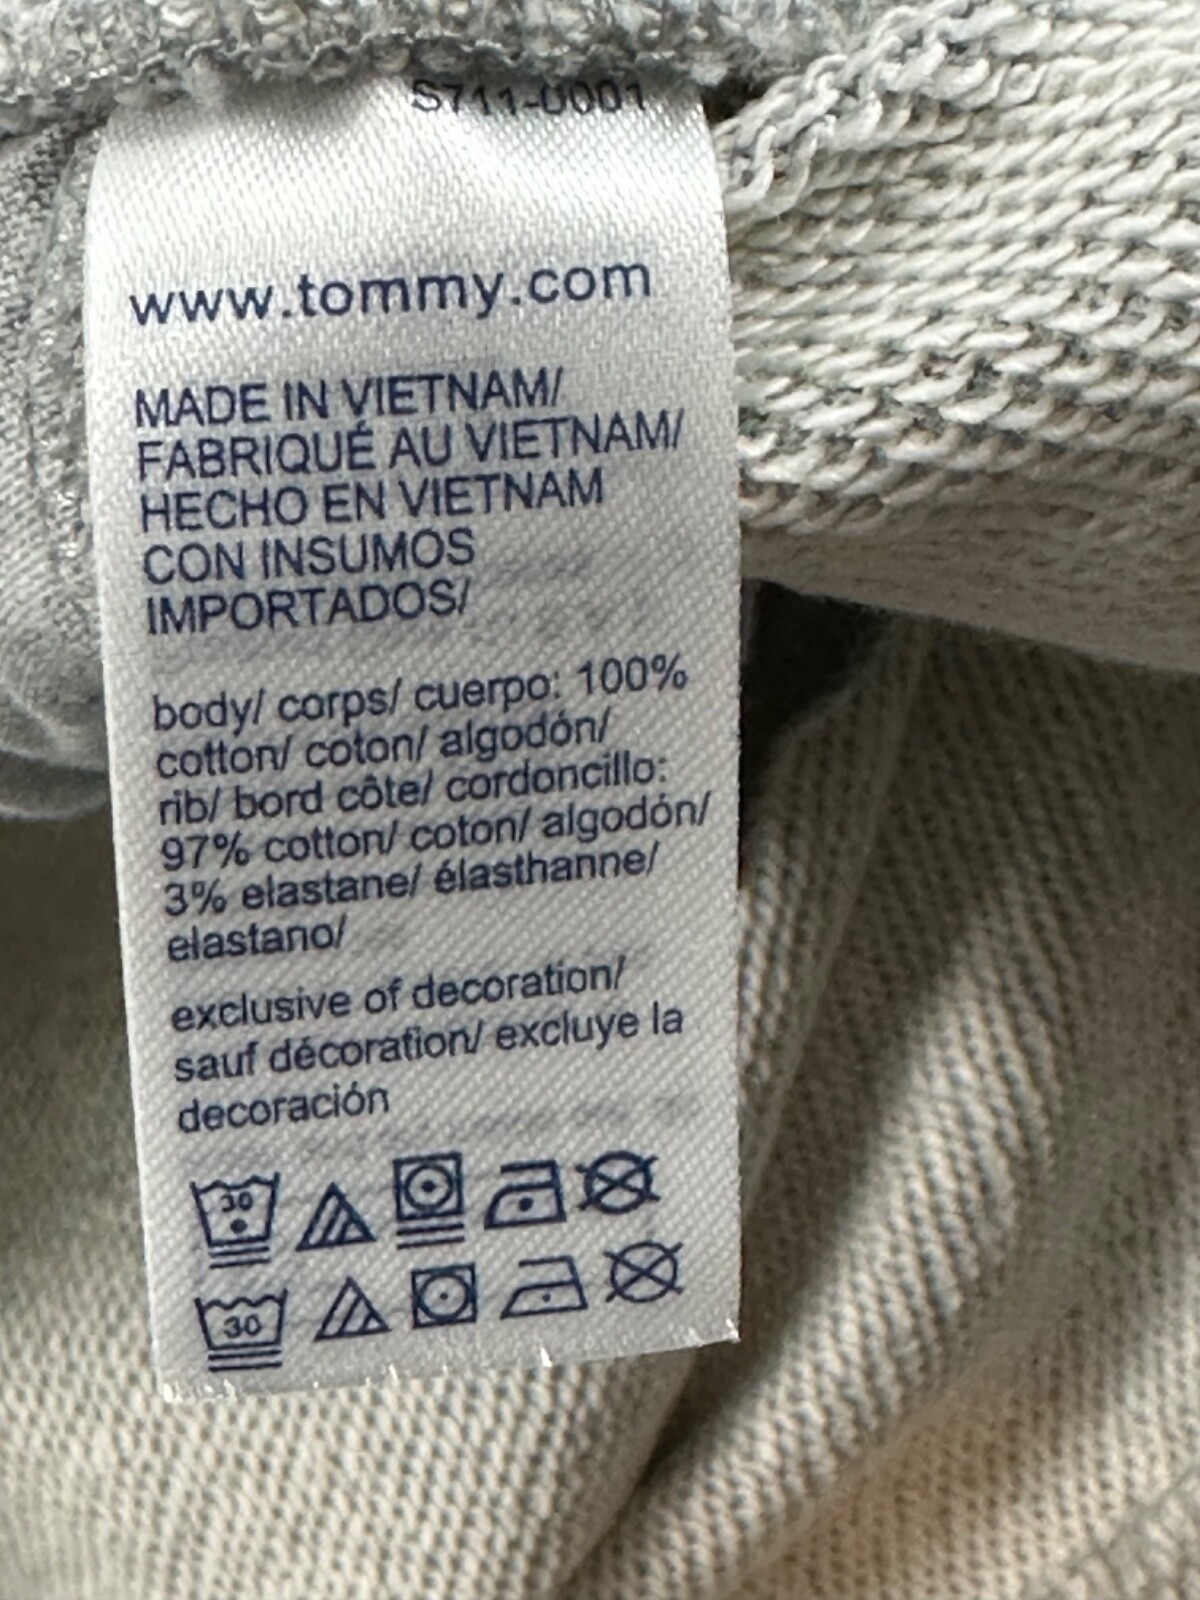 S711-0001
www.tommy.com
MADE IN VIETNAM/
FABRIQUÉ AU VIETNAM/
HECHO EN VIETNAM
CON INSUMOS
IMPORTADOS/
body/ corps/ cuerpo: 100%
cotton/ coton/ algodón/
rib/ bord côte/ cordoncillo:
97% cotton/ coton/ algodón/
3% elastane/ élasthanne/
elastano/
exclusive of decoration/
sauf décoration/ excluye la
decoración
30
30